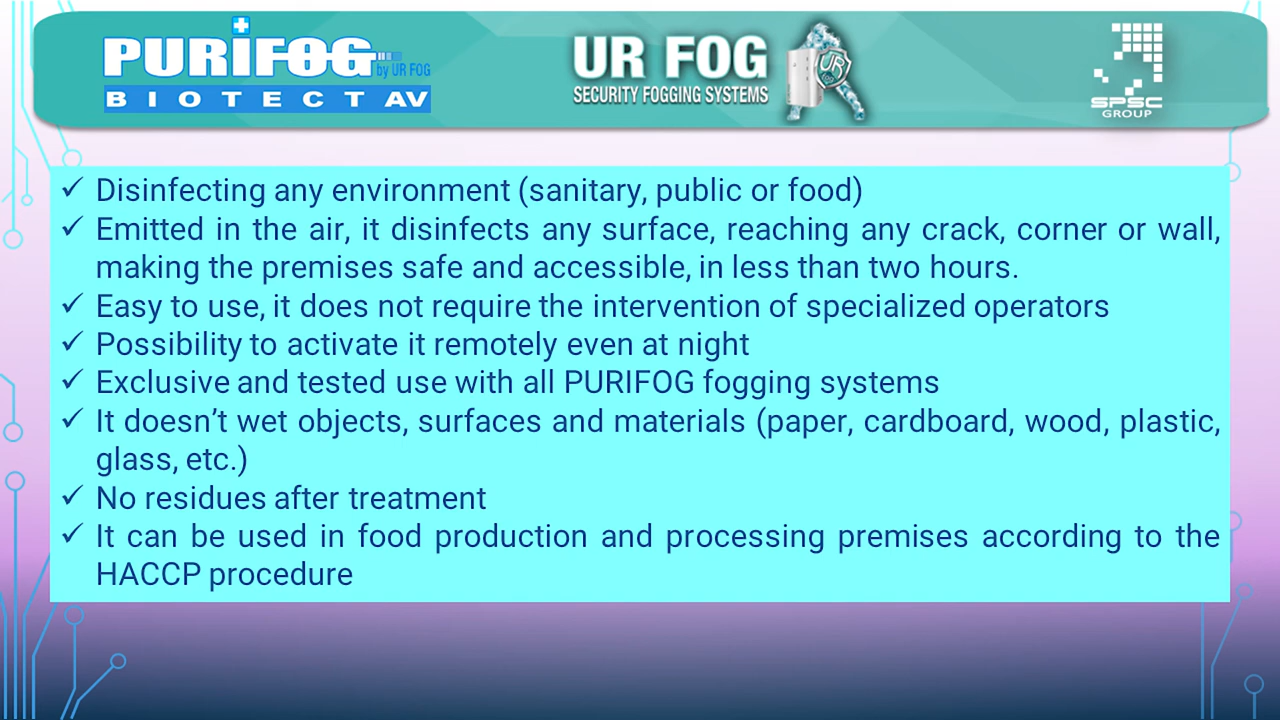 PURIFOG by UR FOG
BIOTECT AV
UR FOG
SECURITY FOGGING SYSTEMS
UR
FOG
SPSC
GROUP
✓ Disinfecting any environment (sanitary, public or food)
✓ Emitted in the air, it disinfects any surface, reaching any crack, corner or wall,
making the premises safe and accessible, in less than two hours.
✓ Easy to use, it does not require the intervention of specialized operators
✓ Possibility to activate it remotely even at night
✓ Exclusive and tested use with all PURIFOG fogging systems
✓ It doesn’t wet objects, surfaces and materials (paper, cardboard, wood, plastic,
glass, etc.)
✓ No residues after treatment
✓ It can be used in food production and processing premises according to the
HACCP procedure